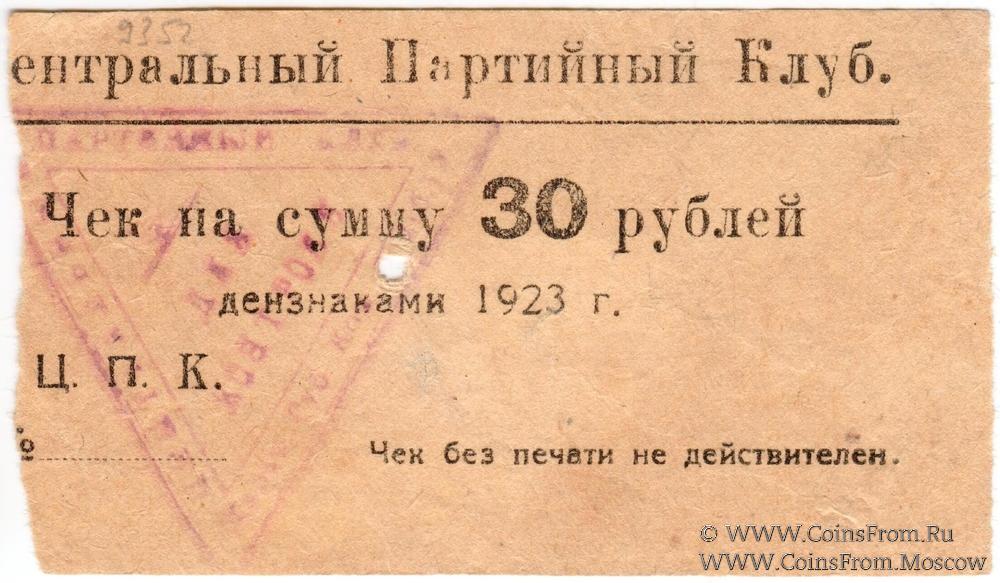 9352
ентральный Партийный Клуб.
Чек на сумму 30 рублей
дензнаками 1923 г.
Ц. П. К.
№
Чек без печати не действителен.
© WWW.CoinsFrom.Ru
WWW.CoinsFrom.Moscow